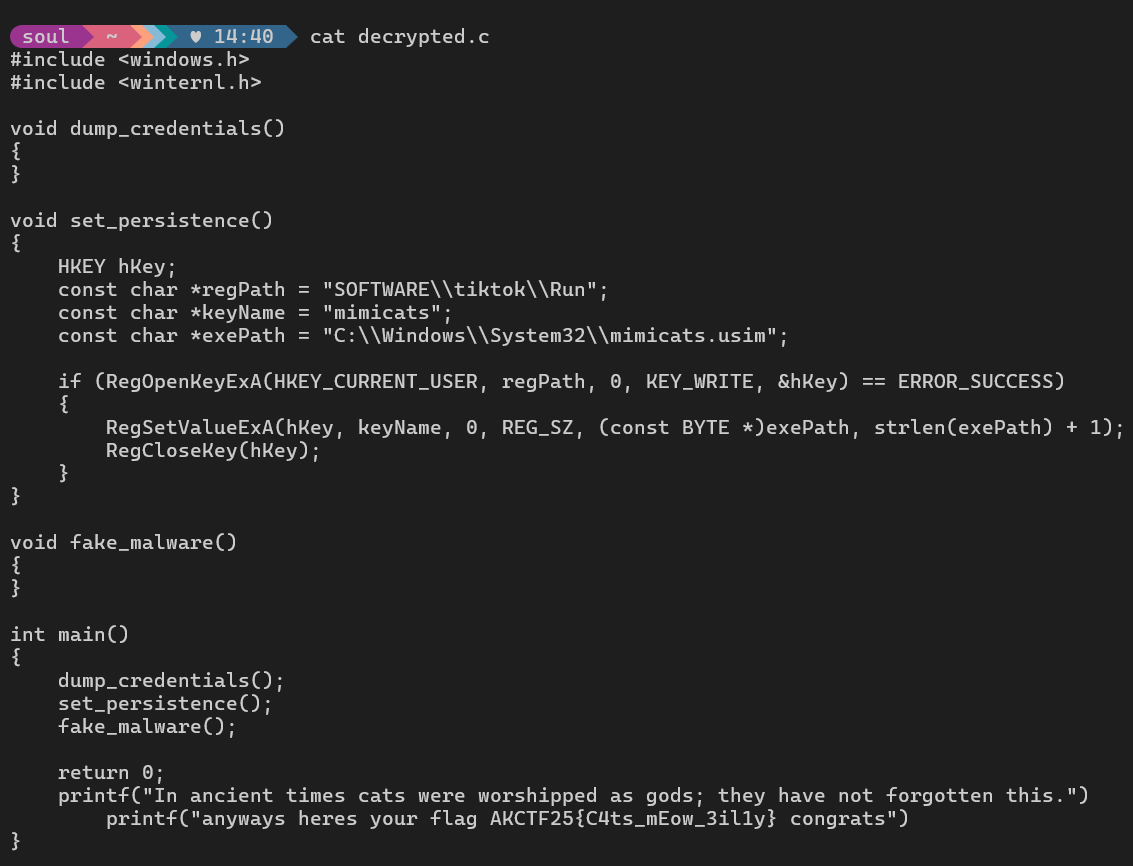 soul ~ ♥ 14:40 cat decrypted.c
#include <windows.h>
#include <winternl.h>

void dump_credentials()
{
}

void set_persistence()
{
    HKEY hKey;
    const char *regPath = "SOFTWARE\\tiktok\\Run";
    const char *keyName = "mimicats";
    const char *exePath = "C:\\Windows\\System32\\mimicats.usim";

    if (RegOpenKeyExA(HKEY_CURRENT_USER, regPath, 0, KEY_WRITE, &hKey) == ERROR_SUCCESS)
    {
        RegSetValueExA(hKey, keyName, 0, REG_SZ, (const BYTE *)exePath, strlen(exePath) + 1);
        RegCloseKey(hKey);
    }
}

void fake_malware()
{
}

int main()
{
    dump_credentials();
    set_persistence();
    fake_malware();

    return 0;
    printf("In ancient times cats were worshipped as gods; they have not forgotten this.")
        printf("anyways heres your flag AKCTF25{C4ts_mEow_3il1y} congrats")
}